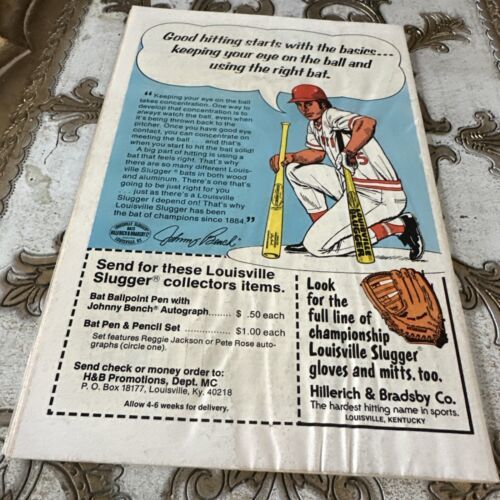 Good hitting starts with the basics...
keeping your eye on the ball and
using the right bat.
"Keeping your eye on the ball
takes concentration. One way to
develop that concentration is to
always watch the ball, even when
it's being thrown back to the
pitcher. Once you have good eye
contact, you can concentrate on
meeting the ball ..... and that's
when you start to hit the ball solid!
A big part of hitting is using a
bat that feels right. That's why
there are so many different Louis-
ville Slugger® bats in both wood
and aluminum. There's one that's
going to be just right for you
..... just as there's a Louisville
Slugger I depend on! That's why
Louisville Slugger has been
the bat of champions since 1884."
LOUISVILLE SLUGGER
HILLERICH & BRADSBY CO
LOUISVILLE, KY.
Johnny Bench
Send for these Louisville
Slugger® collectors items.
Bat Ballpoint Pen with
Johnny Bench® Autograph....... $ .50 each
Bat Pen & Pencil Set ............ $1.00 each
Set features Reggie Jackson or Pete Rose auto-
graphs (circle one).
Send check or money order to:
H&B Promotions, Dept. MC
P. O. Box 18177, Louisville, Ky. 40218
Allow 4-6 weeks for delivery.
Look
for the
full line of
championship
Louisville Slugger®
gloves and mitts, too.
Hillerich & Bradsby Co.
The hardest hitting name in sports.
LOUISVILLE, KENTUCKY